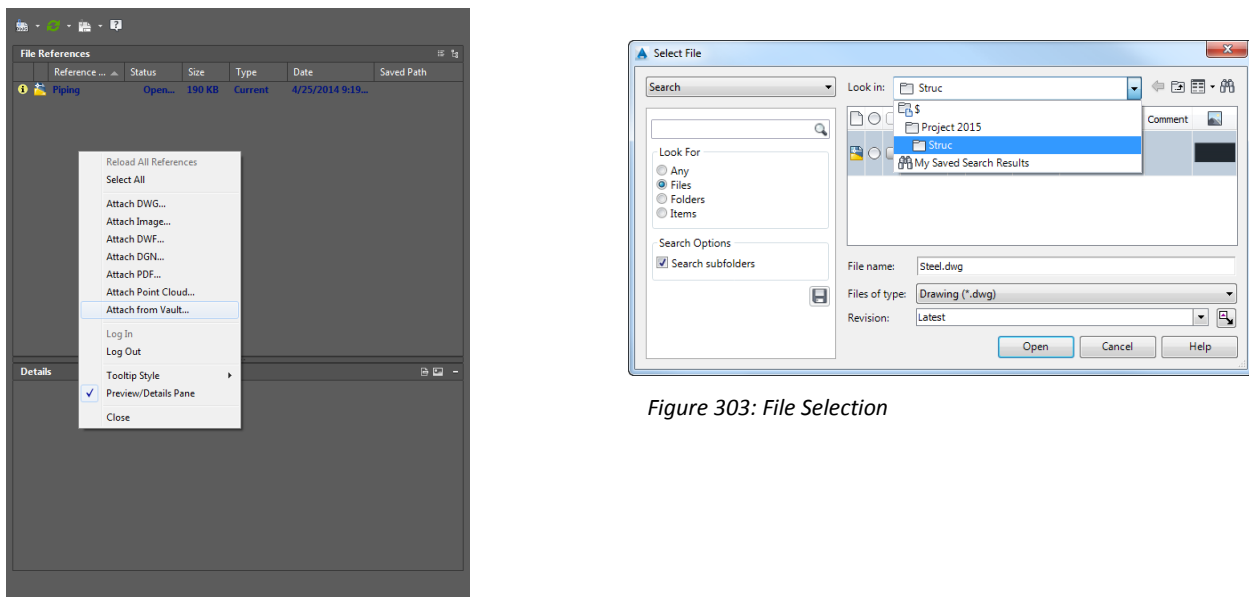 File References
Reference ... Status Size Type Date Saved Path
Piping Open... 190 KB Current 4/25/2014 9:19...
Reload All References
Select All
Attach DWG...
Attach Image...
Attach DWF...
Attach DGN...
Attach PDF...
Attach Point Cloud...
Attach from Vault...
Log In
Log Out
Tooltip Style
Preview/Details Pane
Close
Details
Select File
Search
Look in: Struc
$
Project 2015
Struc
My Saved Search Results
Comment
Look For
Any
Files
Folders
Items
Search Options
Search subfolders
File name: Steel.dwg
Files of type: Drawing (*.dwg)
Revision: Latest
Open Cancel Help
Figure 303: File Selection